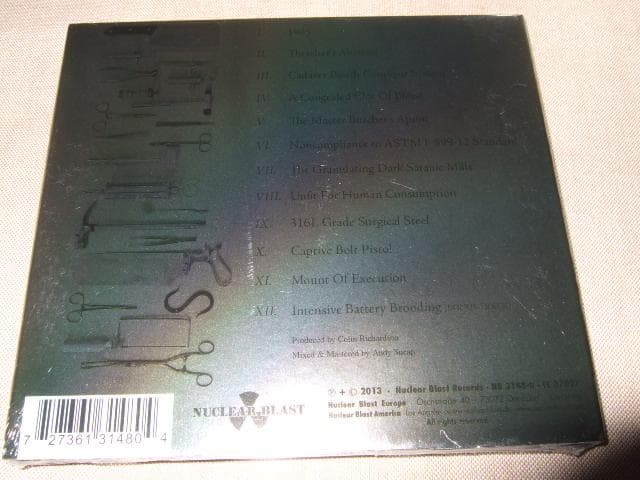 I. 1985
II. Thrasher's Abattoir
III. Cadaver Pouch Conveyor System
IV. A Congealed Clot Of Blood
V. The Master Butcher's Apron
VI. Noncompliance to ASTM F 899-12 Standard
VII. The Granulating Dark Satanic Mills
VIII. Unfit For Human Consumption
IX. 316L Grade Surgical Steel
X. Captive Bolt Pistol
XI. Mount Of Execution
XII. Intensive Battery Brooding
Produced by Colin Richardson
Mixed & Mastered by Andy Sneap
NUCLEAR BLAST
℗ + © 2013 - Nuclear Blast Records - NB 3148-0
Nuclear Blast Europe
Nuclear Blast America
All rights reserved
7 27361 31480 4